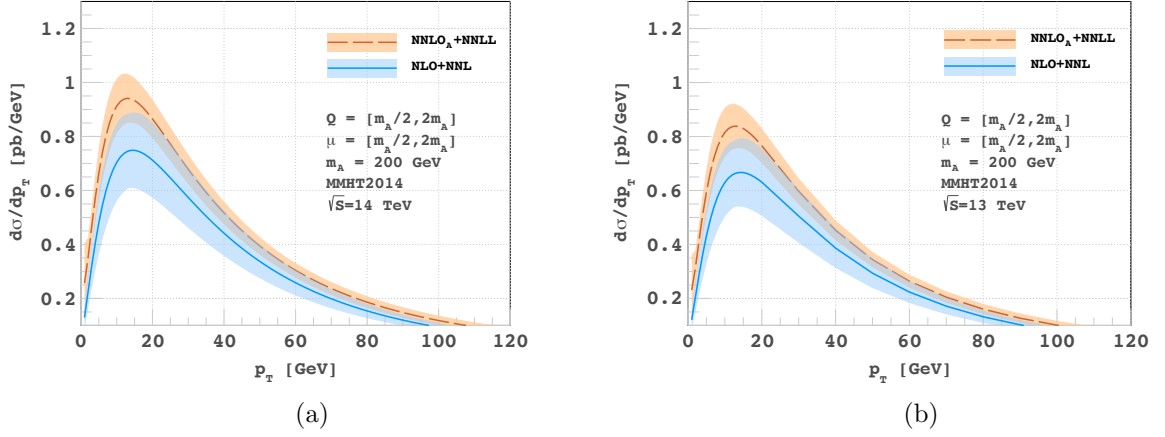 dσ/dp_T [pb/GeV]
1.2
1
0.8
0.6
0.4
0.2
NNLO_A+NNLL
NLO+NNL
Q = [m_A/2,2m_A]
μ = [m_A/2,2m_A]
m_A = 200 GeV
MMHT2014
√S=14 TeV
0 20 40 60 80 100 120
p_T [GeV]
(a)
dσ/dp_T [pb/GeV]
1.2
1
0.8
0.6
0.4
0.2
NNLO_A+NNLL
NLO+NNL
Q = [m_A/2,2m_A]
μ = [m_A/2,2m_A]
m_A = 200 GeV
MMHT2014
√S=13 TeV
0 20 40 60 80 100 120
p_T [GeV]
(b)